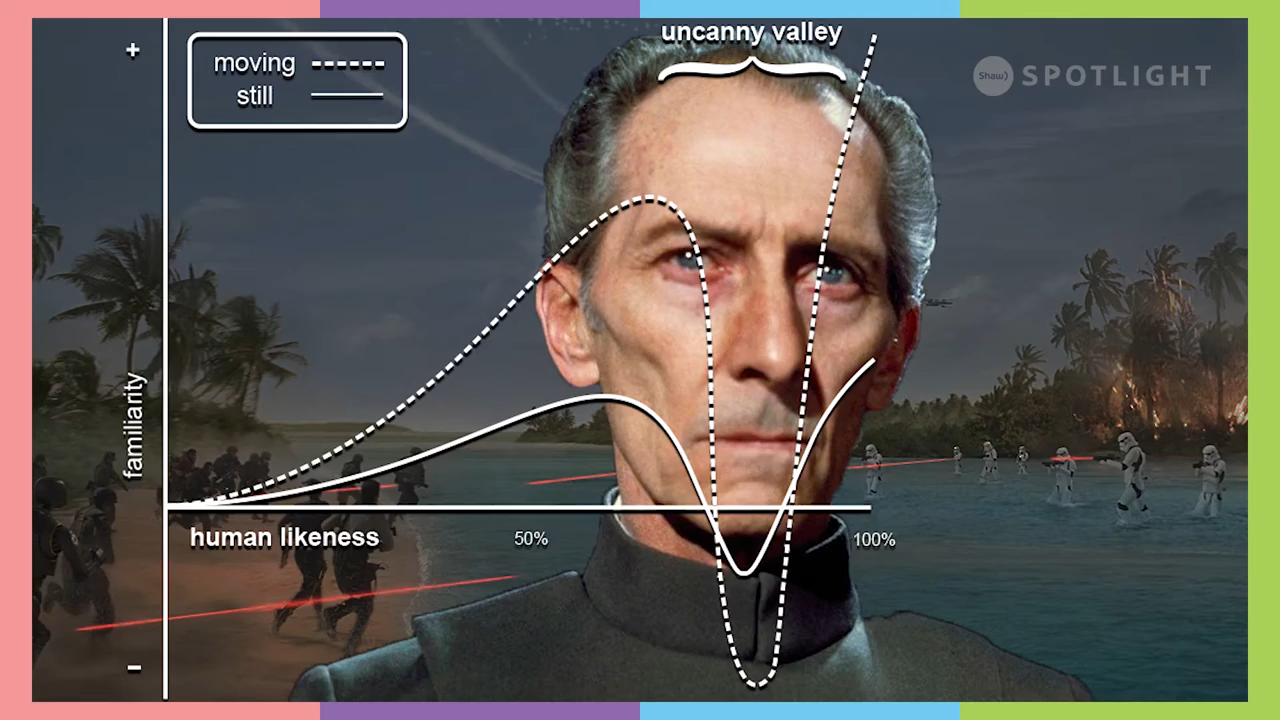 uncanny valley
+
moving
still
Shaw) SPOTLIGHT
familiarity
human likeness
50%
100%
-